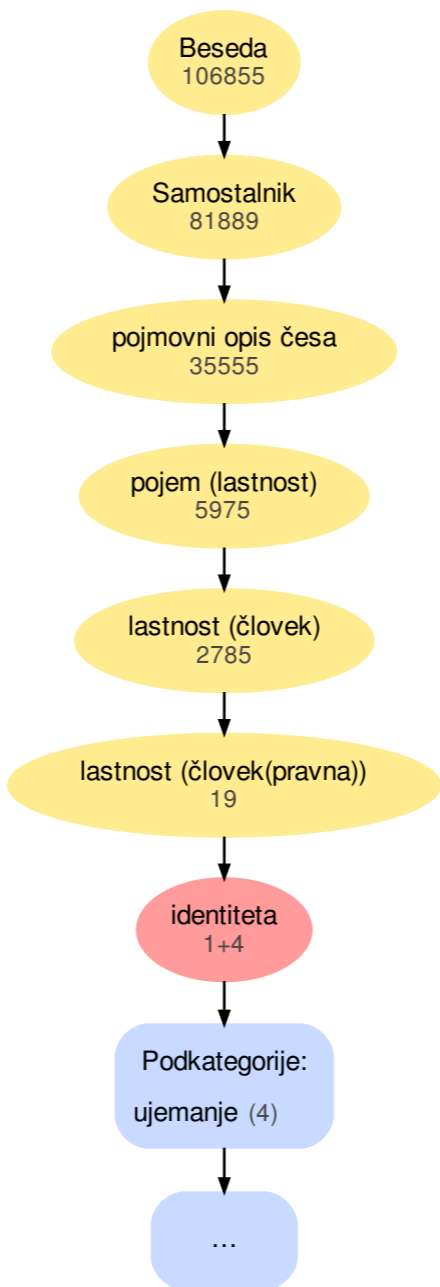 Beseda
106855
Samostalnik
81889
pojmovni opis česa
35555
pojem (lastnost)
5975
lastnost (človek)
2785
lastnost (človek(pravna))
19
identiteta
1+4
Podkategorije:
ujemanje (4)
...